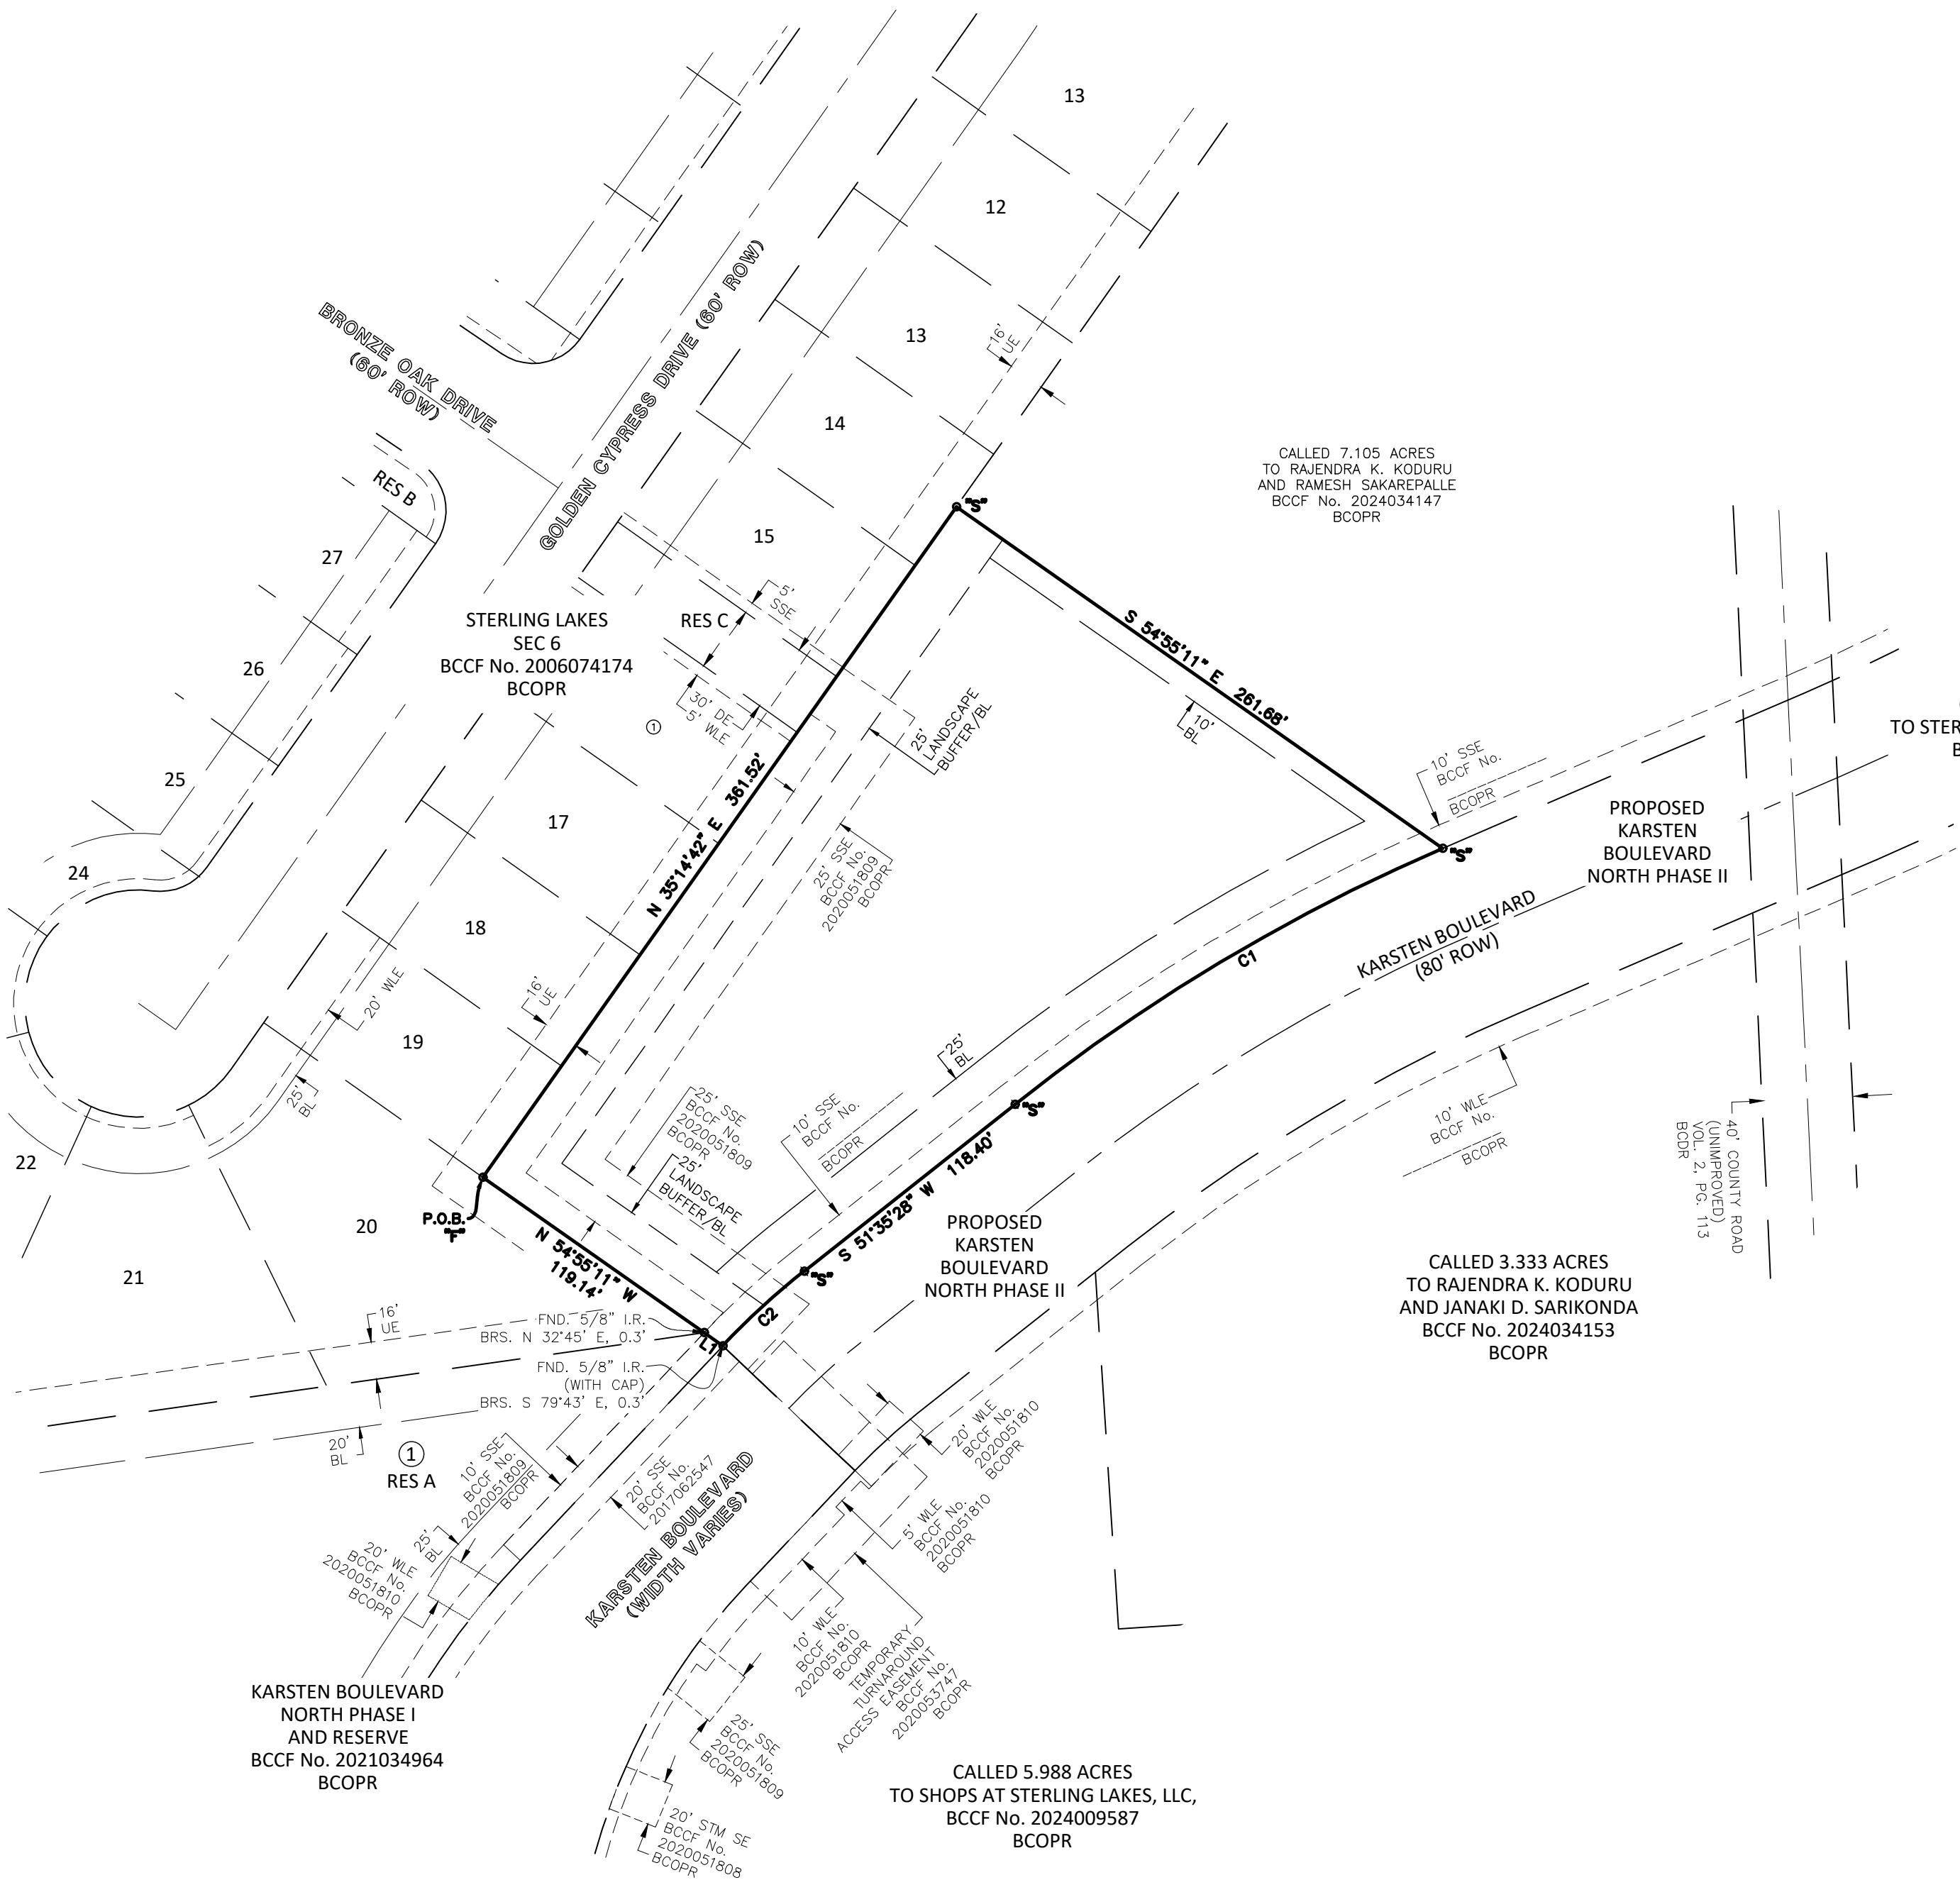 13
12
13
14
15
16'
UE
BRONZE OAK DRIVE
(60' ROW)
GOLDEN CYPRESS DRIVE (60' ROW)
RES B
27
26
25
24
22
21
20
19
18
17
STERLING LAKES
SEC 6
BCCF No. 2006074174
BCOPR
RES C
5'
SSE
30' DE
5' WLE
1
CALLED 7.105 ACRES
TO RAJENDRA K. KODURU
AND RAMESH SAKAREPALLE
BCCF No. 2024034147
BCOPR
"S"
S 54°55'11" E 261.68'
10'
BL
25'
LANDSCAPE
BUFFER/BL
N 35°14'42" E 361.52'
25' SSE
BCCF No.
2020051809
BCOPR
10' SSE
BCCF No.
BCOPR
"S"
TO STER
PROPOSED
KARSTEN
BOULEVARD
NORTH PHASE II
KARSTEN BOULEVARD
(80' ROW)
C1
16'
UE
20' WLE
25'
BL
25'
BL
10' SSE
BCCF No.
BCOPR
"S"
S 51°35'28" W 118.40'
"S"
25' SSE
BCCF No.
2020051809
BCOPR
25'
LANDSCAPE
BUFFER/BL
10' WLE
BCCF No.
BCOPR
40' COUNTY ROAD
(UNIMPROVED)
VOL. 2, PG. 113
BCDR
P.O.B.
"F"
N 54°55'11" W
119.14'
C2
L1
PROPOSED
KARSTEN
BOULEVARD
NORTH PHASE II
CALLED 3.333 ACRES
TO RAJENDRA K. KODURU
AND JANAKI D. SARIKONDA
BCCF No. 2024034153
BCOPR
16'
UE
FND. 5/8" I.R.
BRS. N 32°45' E, 0.3'
FND. 5/8" I.R.
(WITH CAP)
BRS. S 79°43' E, 0.3'
20'
BL
1
RES A
10' SSE
BCCF No.
2020051809
BCOPR
25'
BL
20' WLE
BCCF No.
2020051810
BCOPR
20' SSE
BCCF No.
2017062547
KARSTEN BOULEVARD
(WIDTH VARIES)
20' WLE
BCCF No.
2020051810
BCOPR
5' WLE
BCCF No.
2020051810
BCOPR
10' WLE
BCCF No.
2020051810
BCOPR
TEMPORARY
TURNAROUND
ACCESS EASEMENT
BCCF No.
2020053747
BCOPR
25' SSE
BCCF No.
2020051809
BCOPR
20' STM SE
BCCF No.
2020051808
BCOPR
KARSTEN BOULEVARD
NORTH PHASE I
AND RESERVE
BCCF No. 2021034964
BCOPR
CALLED 5.988 ACRES
TO SHOPS AT STERLING LAKES, LLC,
BCCF No. 2024009587
BCOPR